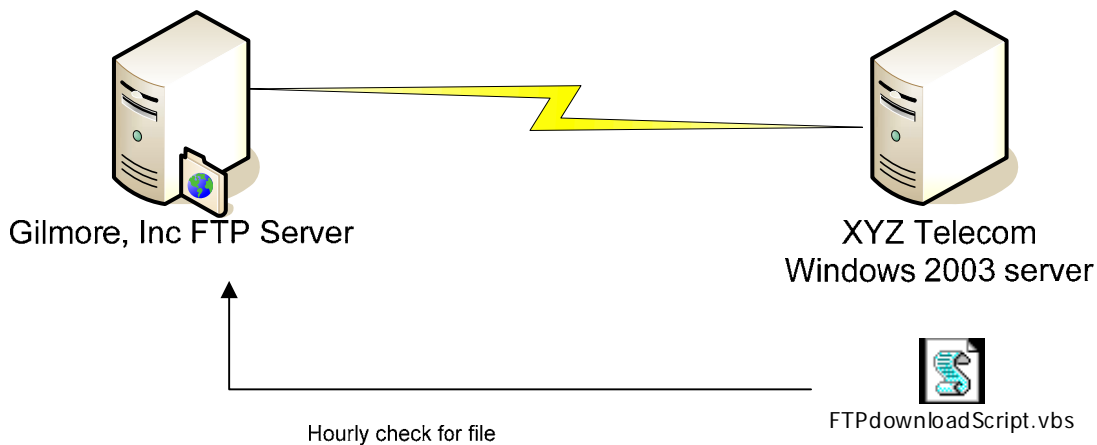 Gilmore, Inc FTP Server
XYZ Telecom
Windows 2003 server
FTPdownloadScript.vbs
Hourly check for file